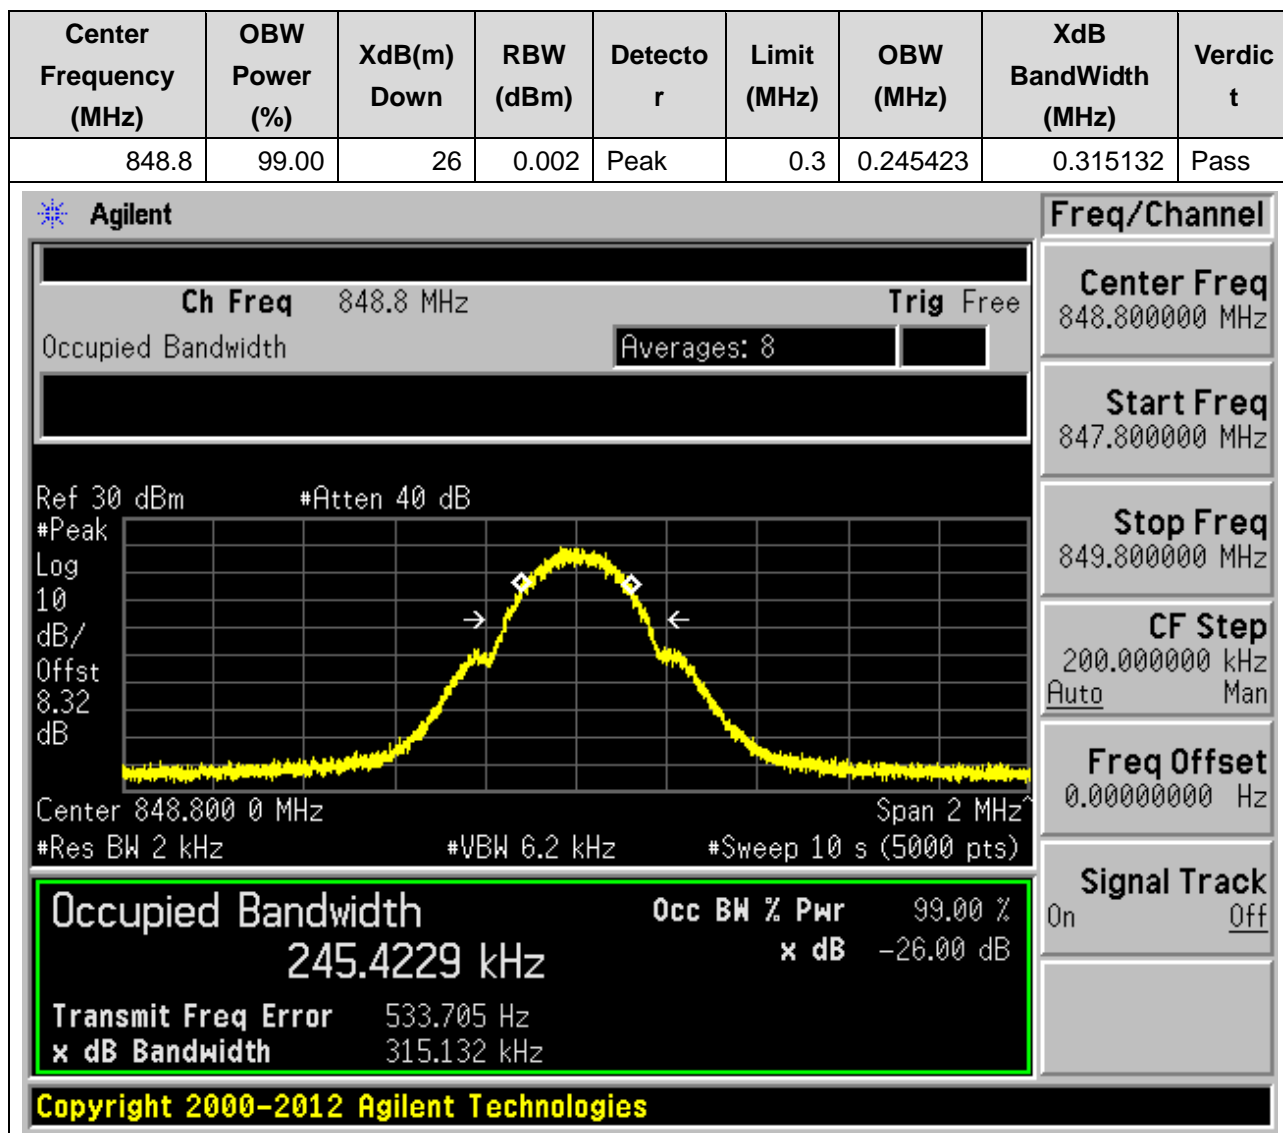 Center Frequency (MHz) OBW Power (%) XdB(m) Down RBW (dBm) Detecto r Limit (MHz) OBW (MHz) XdB BandWidth (MHz) Verdic t
848.8 99.00 26 0.002 Peak 0.3 0.245423 0.315132 Pass
Agilent
Freq/Channel
Ch Freq 848.8 MHz Trig Free
Occupied Bandwidth Averages: 8
Center Freq
848.800000 MHz
Start Freq
847.800000 MHz
Stop Freq
849.800000 MHz
CF Step
200.000000 kHz
Auto Man
Freq Offset
0.00000000 Hz
Signal Track
On Off
Ref 30 dBm #Atten 40 dB
#Peak
Log
10
dB/
Offst
8.32
dB
Center 848.800 0 MHz Span 2 MHz^
#Res BW 2 kHz #VBW 6.2 kHz #Sweep 10 s (5000 pts)
Occupied Bandwidth Occ BW % Pwr 99.00 %
245.4229 kHz x dB -26.00 dB
Transmit Freq Error 533.705 Hz
x dB Bandwidth 315.132 kHz
Copyright 2000-2012 Agilent Technologies